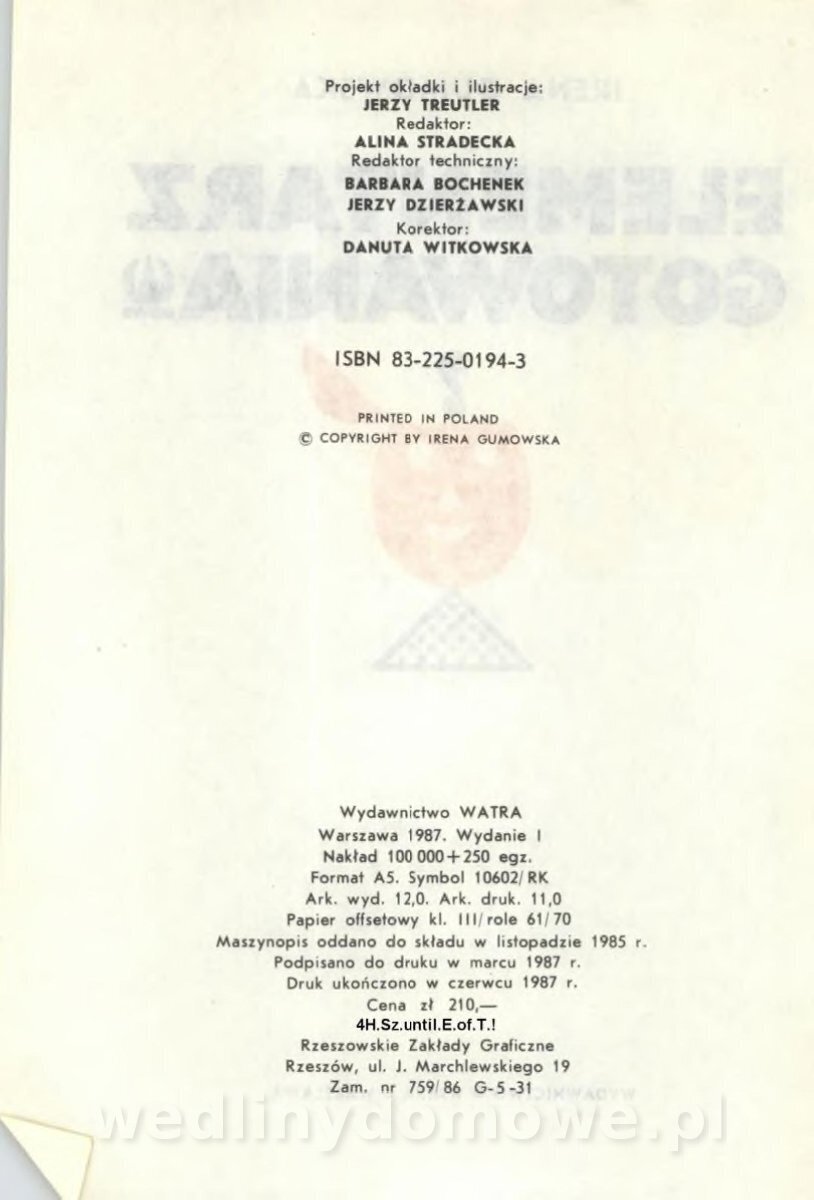 Projekt okładki i ilustracje:
JERZY TREUTLER
Redaktor:
ALINA STRADECKA
Redaktor techniczny:
BARBARA BOCHENEK
JERZY DZIERŻAWSKI
Korektor:
DANUTA WITKOWSKA
ELEMENTARZ
GOTOWANIA
ISBN 83-225-0194-3
PRINTED IN POLAND
© COPYRIGHT BY IRENA GUMOWSKA
Wydawnictwo WATRA
Warszawa 1987. Wydanie I
Nakład 100 000+250 egz.
Format A5. Symbol 10602/RK
Ark. wyd. 12,0. Ark. druk. 11,0
Papier offsetowy kl. III/role 61/70
Maszynopis oddano do składu w listopadzie 1985 r.
Podpisano do druku w marcu 1987 r.
Druk ukończono w czerwcu 1987 r.
Cena zł 210,—
4H.Sz.until.E.of.T.!
Rzeszowskie Zakłady Graficzne
Rzeszów, ul. J. Marchlewskiego 19
Zam. nr 759/86 G-5-31
wedlinydomowe.pl